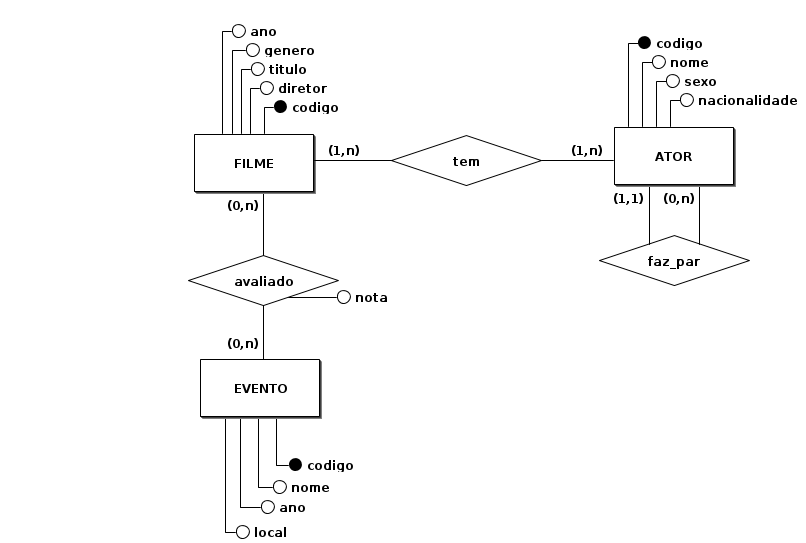 ano
genero
titulo
diretor
codigo
FILME
(1,n)
tem
(1,n)
codigo
nome
sexo
nacionalidade
ATOR
(1,1)
(0,n)
faz_par
(0,n)
avaliado
nota
(0,n)
EVENTO
codigo
nome
ano
local